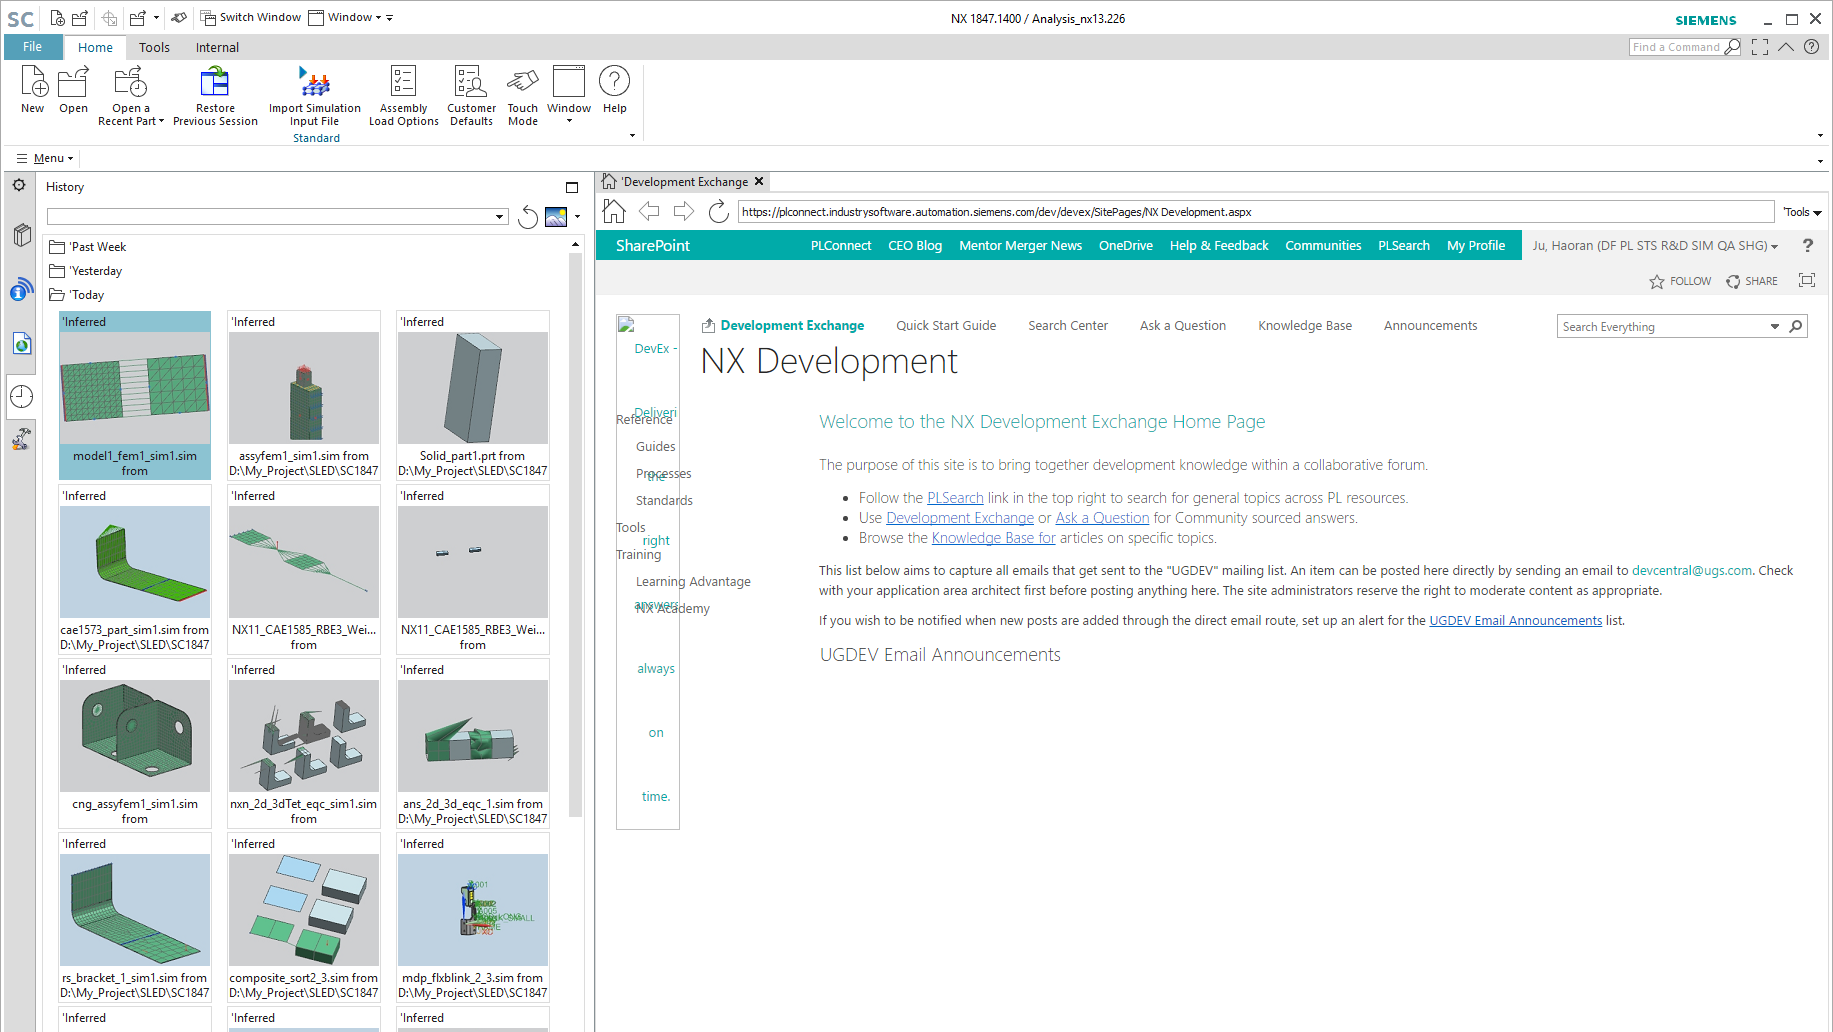 SC
Switch Window
Window
NX 1847.1400 / Analysis_nx13.226
SIEMENS
File
Home
Tools
Internal
Find a Command
New
Open
Open a
Recent Part
Restore
Previous Session
Import Simulation
Input File
Assembly
Load Options
Customer
Defaults
Touch
Mode
Window
Help
Standard
Menu
History
'Past Week
'Yesterday
'Today
'Inferred
'Inferred
'Inferred
model1_fem1_sim1.sim
from
assyfem1_sim1.sim from
D:\My_Project\SLED\SC1847
Solid_part1.prt from
D:\My_Project\SLED\SC1847
'Inferred
'Inferred
'Inferred
cae1573_part_sim1.sim from
D:\My_Project\SLED\SC1847
NX11_CAE1585_RBE3_Wei...
from
NX11_CAE1585_RBE3_Wei...
from
'Inferred
'Inferred
'Inferred
cng_assyfem1_sim1.sim
from
nxn_2d_3dTet_eqc_sim1.sim
from
ans_2d_3d_eqc_1.sim from
D:\My_Project\SLED\SC1847
'Inferred
'Inferred
'Inferred
rs_bracket_1_sim1.sim from
D:\My_Project\SLED\SC1847
composite_sort2_3.sim from
D:\My_Project\SLED\SC1847
mdp_flxblink_2_3.sim from
D:\My_Project\SLED\SC1847
'Inferred
'Inferred
'Inferred
'Development Exchange
https://plconnect.industrysoftware.automation.siemens.com/dev/devex/SitePages/NX Development.aspx
'Tools
SharePoint
PLConnect
CEO Blog
Mentor Merger News
OneDrive
Help & Feedback
Communities
PLSearch
My Profile
Ju, Haoran (DF PL STS R&D SIM QA SHG)
?
FOLLOW
SHARE
Development Exchange
Quick Start Guide
Search Center
Ask a Question
Knowledge Base
Announcements
Search Everything
NX Development
DevEx -
Deliveri
the
right
answers
always
on
time.
Reference
Guides
Processes
Standards
Tools
Training
Learning Advantage
NX Academy
Welcome to the NX Development Exchange Home Page
The purpose of this site is to bring together development knowledge within a collaborative forum.
• Follow the PLSearch link in the top right to search for general topics across PL resources.
• Use Development Exchange or Ask a Question for Community sourced answers.
• Browse the Knowledge Base for articles on specific topics.
This list below aims to capture all emails that get sent to the "UGDEV" mailing list. An item can be posted here directly by sending an email to devcentral@ugs.com. Check
with your application area architect first before posting anything here. The site administrators reserve the right to moderate content as appropriate.
If you wish to be notified when new posts are added through the direct email route, set up an alert for the UGDEV Email Announcements list.
UGDEV Email Announcements